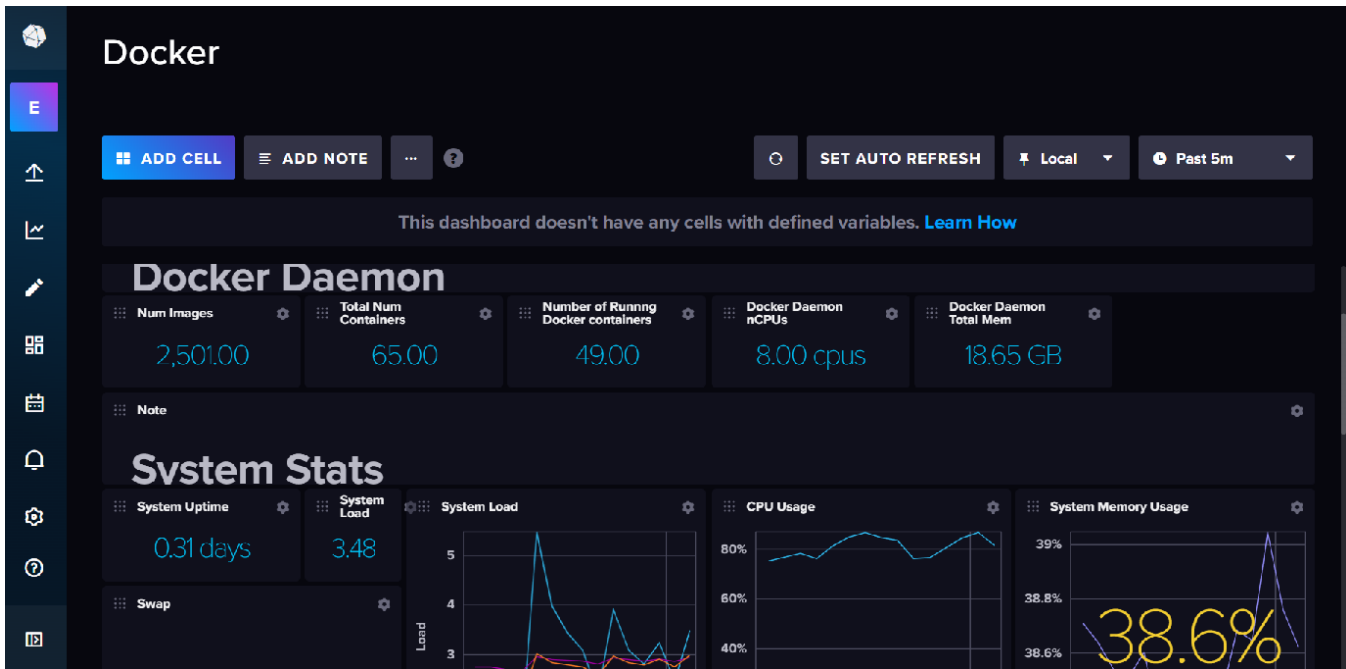 Docker
E
ADD CELL
ADD NOTE
...
?
SET AUTO REFRESH
Local
Past 5m
This dashboard doesn't have any cells with defined variables. Learn How
Docker Daemon
Num Images
Total Num
Containers
Number of Runnng
Docker containers
Docker Daemon
nCPUs
Docker Daemon
Total Mem
2,501.00
65.00
49.00
8.00 cpus
18.65 GB
Note
System Stats
System Uptime
System
Load
System Load
CPU Usage
System Memory Usage
0.31 days
3.48
Swap
5
4
3
Load
80%
60%
40%
39%
38.8%
38.6%
38.6%